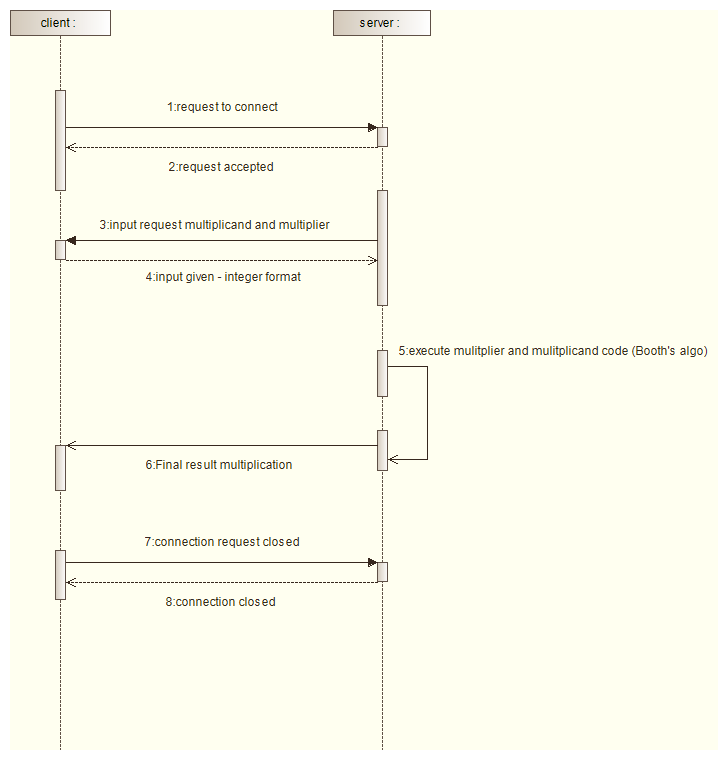 client :
server :
1:request to connect
2:request accepted
3:input request multiplicand and multiplier
4:input given - integer format
5:execute mulitplier and mulitplicand code (Booth's algo)
6:Final result multiplication
7:connection request closed
8:connection closed